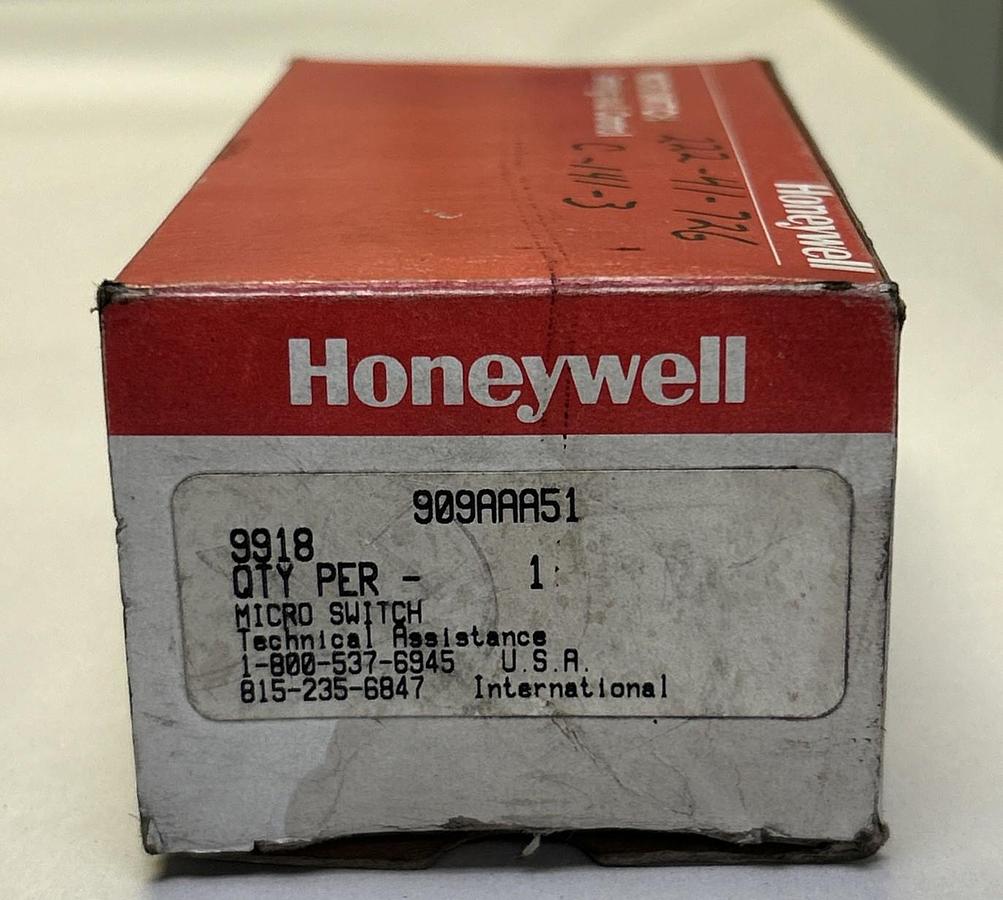 Honeywell
222-411-726
C-141-3
Honeywell
909AAA51
9918
QTY PER - 1
MICRO SWITCH
Technical Assistance
1-800-537-6945 U.S.A.
815-235-6847 International